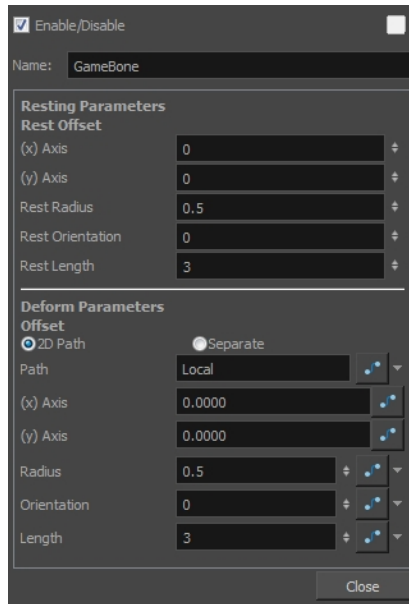 Enable/Disable
Name: GameBone
Resting Parameters
Rest Offset
(x) Axis 0
(y) Axis 0
Rest Radius 0.5
Rest Orientation 0
Rest Length 3
Deform Parameters
Offset
2D Path Separate
Path Local
(x) Axis 0.0000
(y) Axis 0.0000
Radius 0.5
Orientation 0
Length 3
Close